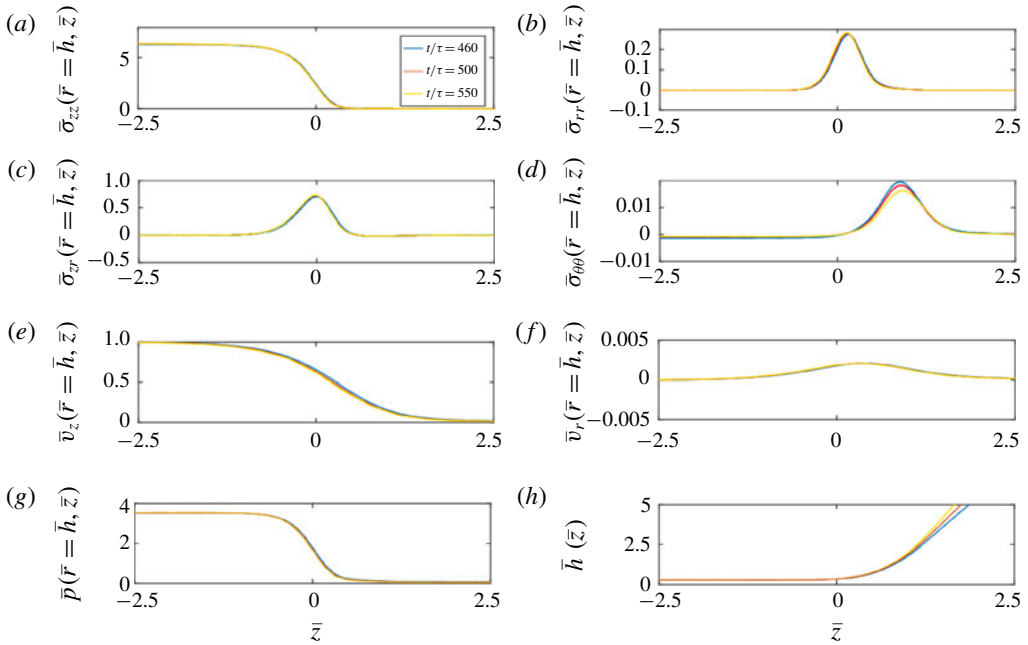 (a)
σ̄zz(r̄ = h̄, z̄)
5
0
−2.5
0
2.5
t/τ = 460
t/τ = 500
t/τ = 550
(b)
σ̄rr(r̄ = h̄, z̄)
0.2
0.1
0.1
−0.1
−2.5
0
2.5
(c)
σ̄zr(r̄ = h̄, z̄)
1.0
0.5
0
−0.5
−2.5
0
2.5
(d)
σ̄θθ(r̄ = h̄, z̄)
0.01
0
−0.01
−2.5
0
2.5
(e)
v̄z(r̄ = h̄, z̄)
1.0
0.5
0
−2.5
0
2.5
(f)
v̄r(r̄ = h̄, z̄)
0.005
0
−0.005
−2.5
0
2.5
(g)
p̄(r̄ = h̄, z̄)
4
2
0
−2.5
0
2.5
z̄
(h)
h̄ (z̄)
5
2.5
0
−2.5
0
2.5
z̄